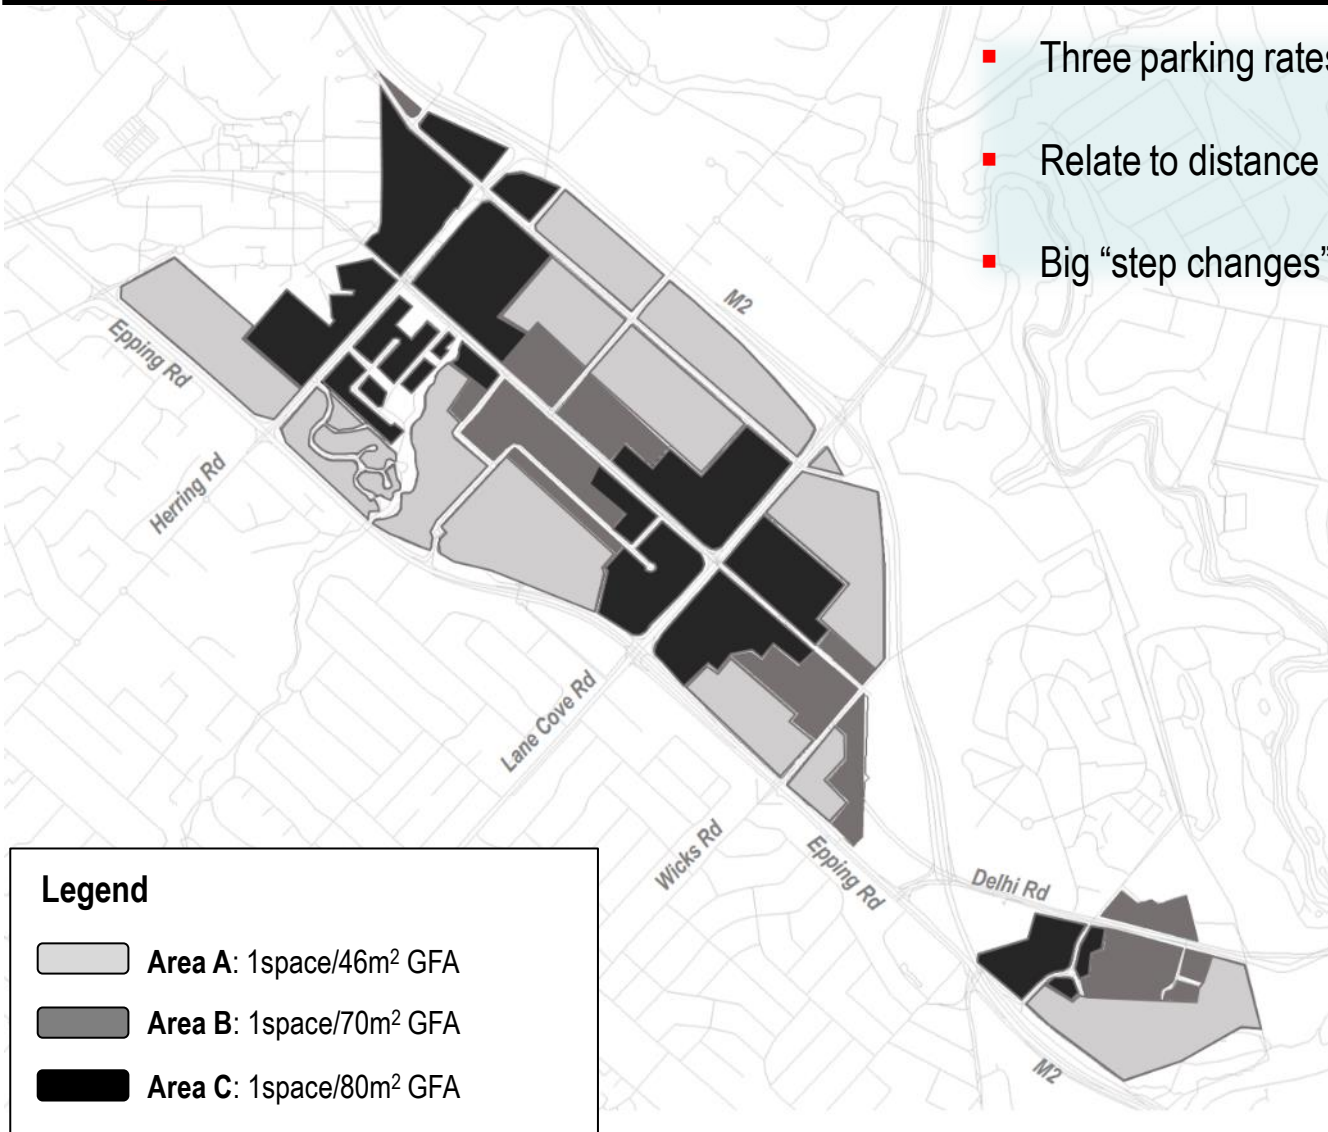 Three parking rates
Relate to distance
Big “step changes”
M2
Epping Rd
Herring Rd
Lane Cove Rd
Wicks Rd
Epping Rd
Delhi Rd
M2
Legend
Area A: 1space/46m² GFA
Area B: 1space/70m² GFA
Area C: 1space/80m² GFA